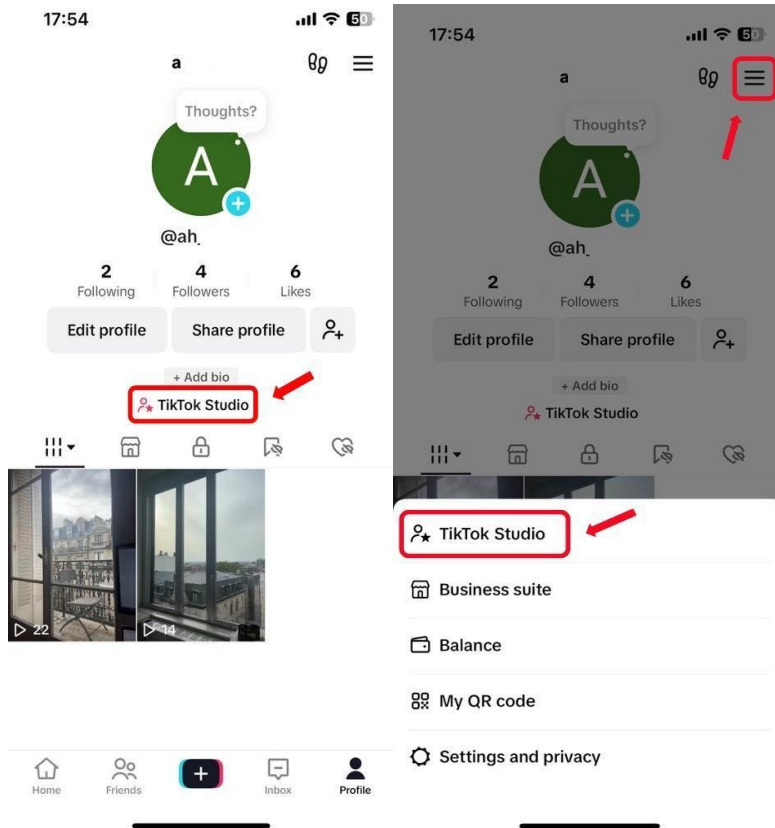 17:54
50
a
Thoughts?
A
@ah_
2 4 6
Following Followers Likes
Edit profile Share profile
+ Add bio
TikTok Studio
22 14
Home Friends Inbox Profile
17:54
50
a
Thoughts?
A
@ah_
2 4 6
Following Followers Likes
Edit profile Share profile
+ Add bio
TikTok Studio
TikTok Studio
Business suite
Balance
My QR code
Settings and privacy